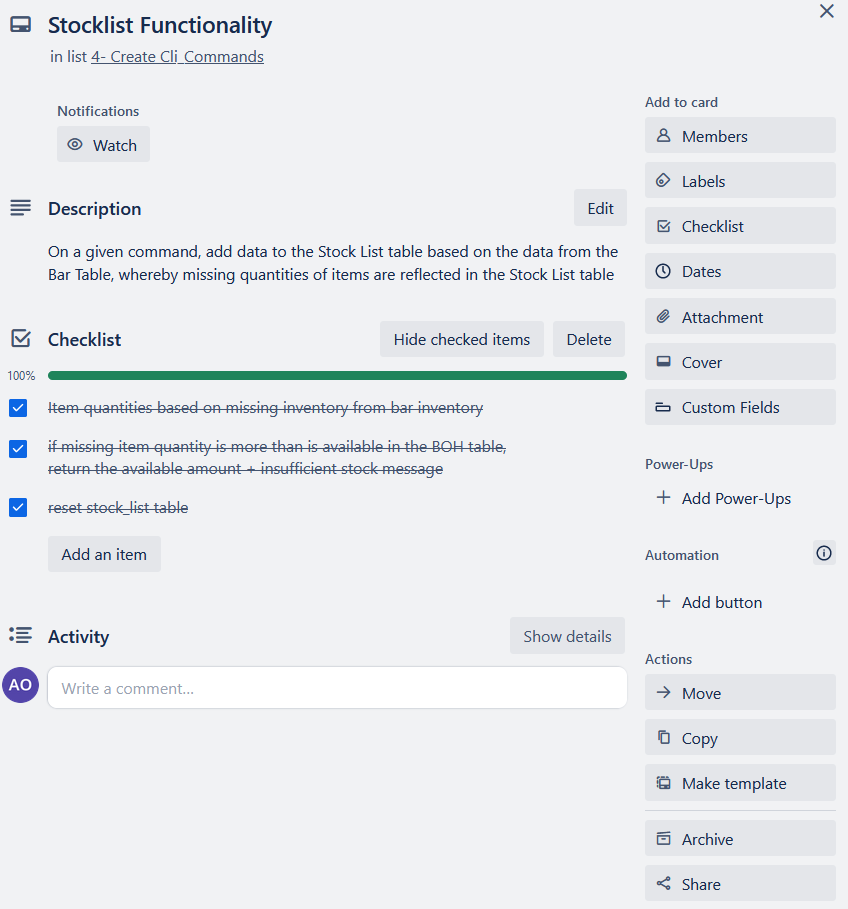 Stocklist Functionality
in list 4- Create Cli Commands
Notifications
Watch
Description
Edit
On a given command, add data to the Stock List table based on the data from the
Bar Table, whereby missing quantities of items are reflected in the Stock List table
Checklist
Hide checked items
Delete
100%
Item quantities based on missing inventory from bar inventory
if missing item quantity is more than is available in the BOH table,
return the available amount + insufficient stock message
reset stock_list table
Add an item
Activity
Show details
AO
Write a comment...
Add to card
Members
Labels
Checklist
Dates
Attachment
Cover
Custom Fields
Power-Ups
Add Power-Ups
Automation
Add button
Actions
Move
Copy
Make template
Archive
Share